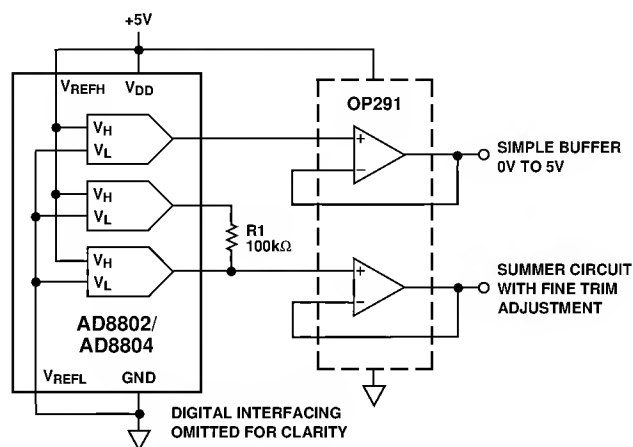 +5V
VREFH
VDD
OP291
VH
VL
+
−
SIMPLE BUFFER
0V TO 5V
VH
VL
R1
100kΩ
VH
VL
+
−
SUMMER CIRCUIT
WITH FINE TRIM
ADJUSTMENT
AD8802/
AD8804
VREFL
GND
DIGITAL INTERFACING
OMITTED FOR CLARITY